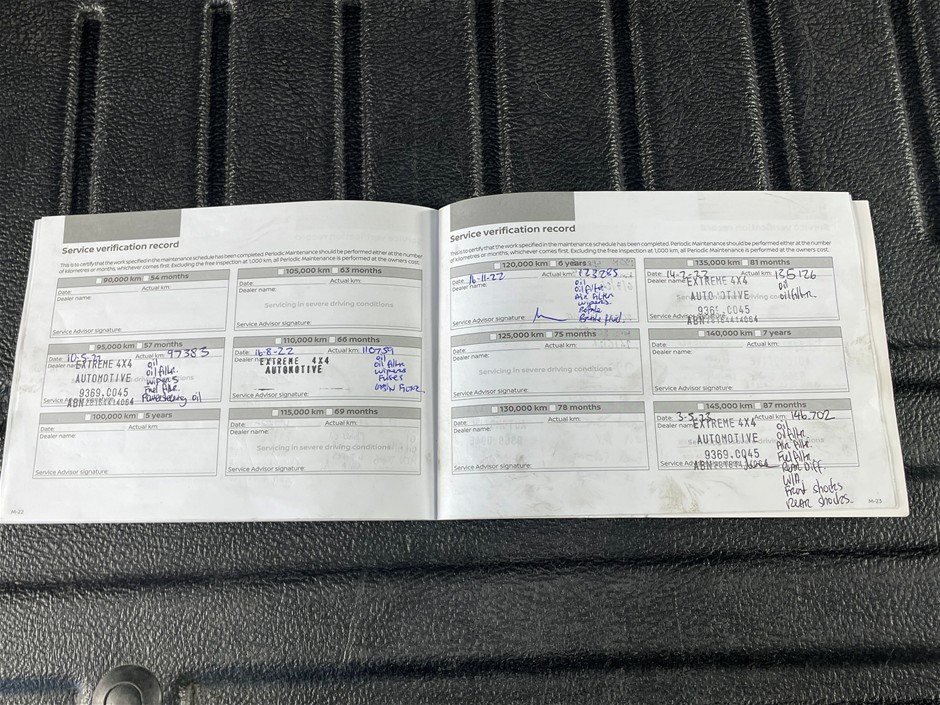 Service verification record
This is to certify that the work specified in the maintenance schedule has been completed. Periodic Maintenance should be performed either at the number
of kilometres or months, whichever comes first. Excluding the free inspection at 1,000 km, all Periodic Maintenance is performed at the owners cost.
90,000 km 54 months
Date: Actual km:
Dealer name:
Service Advisor signature:
105,000 km 63 months
Date: Actual km:
Dealer name:
Servicing in severe driving conditions
Service Advisor signature:
95,000 km 57 months
Date: Actual km: 97385
EXTREME 4X4
AUTOMOTIVE
9369.0045
oil
oil filter
wipers
Fuel filter
Powersteering oil
110,000 km 66 months
Date: 16-8-22 Actual km: 110759
EXTREME 4X4
AUTOMOTIVE
oil
oil filter
wipers
Fuses
100,000 km 5 years
Date: Actual km:
Dealer name:
Service Advisor signature:
115,000 km 69 months
Date: Actual km:
Dealer name:
Servicing in severe driving conditions
Service Advisor signature:
M-22
Service verification record
This is to certify that the work specified in the maintenance schedule has been completed. Periodic Maintenance should be performed either at the number
of kilometres or months, whichever comes first. Excluding the free inspection at 1,000 km, all Periodic Maintenance is performed at the owners cost.
120,000 km 6 years
Date: 16-11-22 Actual km: 123285
Dealer name:
oil
oil filter
Air filter
wipers
Brake fluid
Service Advisor signature:
135,000 km 81 months
Date: Actual km: 135126
EXTREME 4X4
AUTOMOTIVE
9369.0045
oil
oil filter.
125,000 km 75 months
Date: Actual km:
Dealer name:
Servicing in severe driving conditions
Service Advisor signature:
140,000 km 7 years
Date: Actual km:
Dealer name:
Service Advisor signature:
130,000 km 78 months
Date: Actual km:
Dealer name:
Service Advisor signature:
145,000 km 87 months
Date: 3-5-23 Actual km: 146.702
EXTREME 4X4
AUTOMOTIVE
9369.0045
oil
oil filter
Air filter
Fuel filter
Rear Diff.
W/A
Front shocks
Rear shocks.
M-23